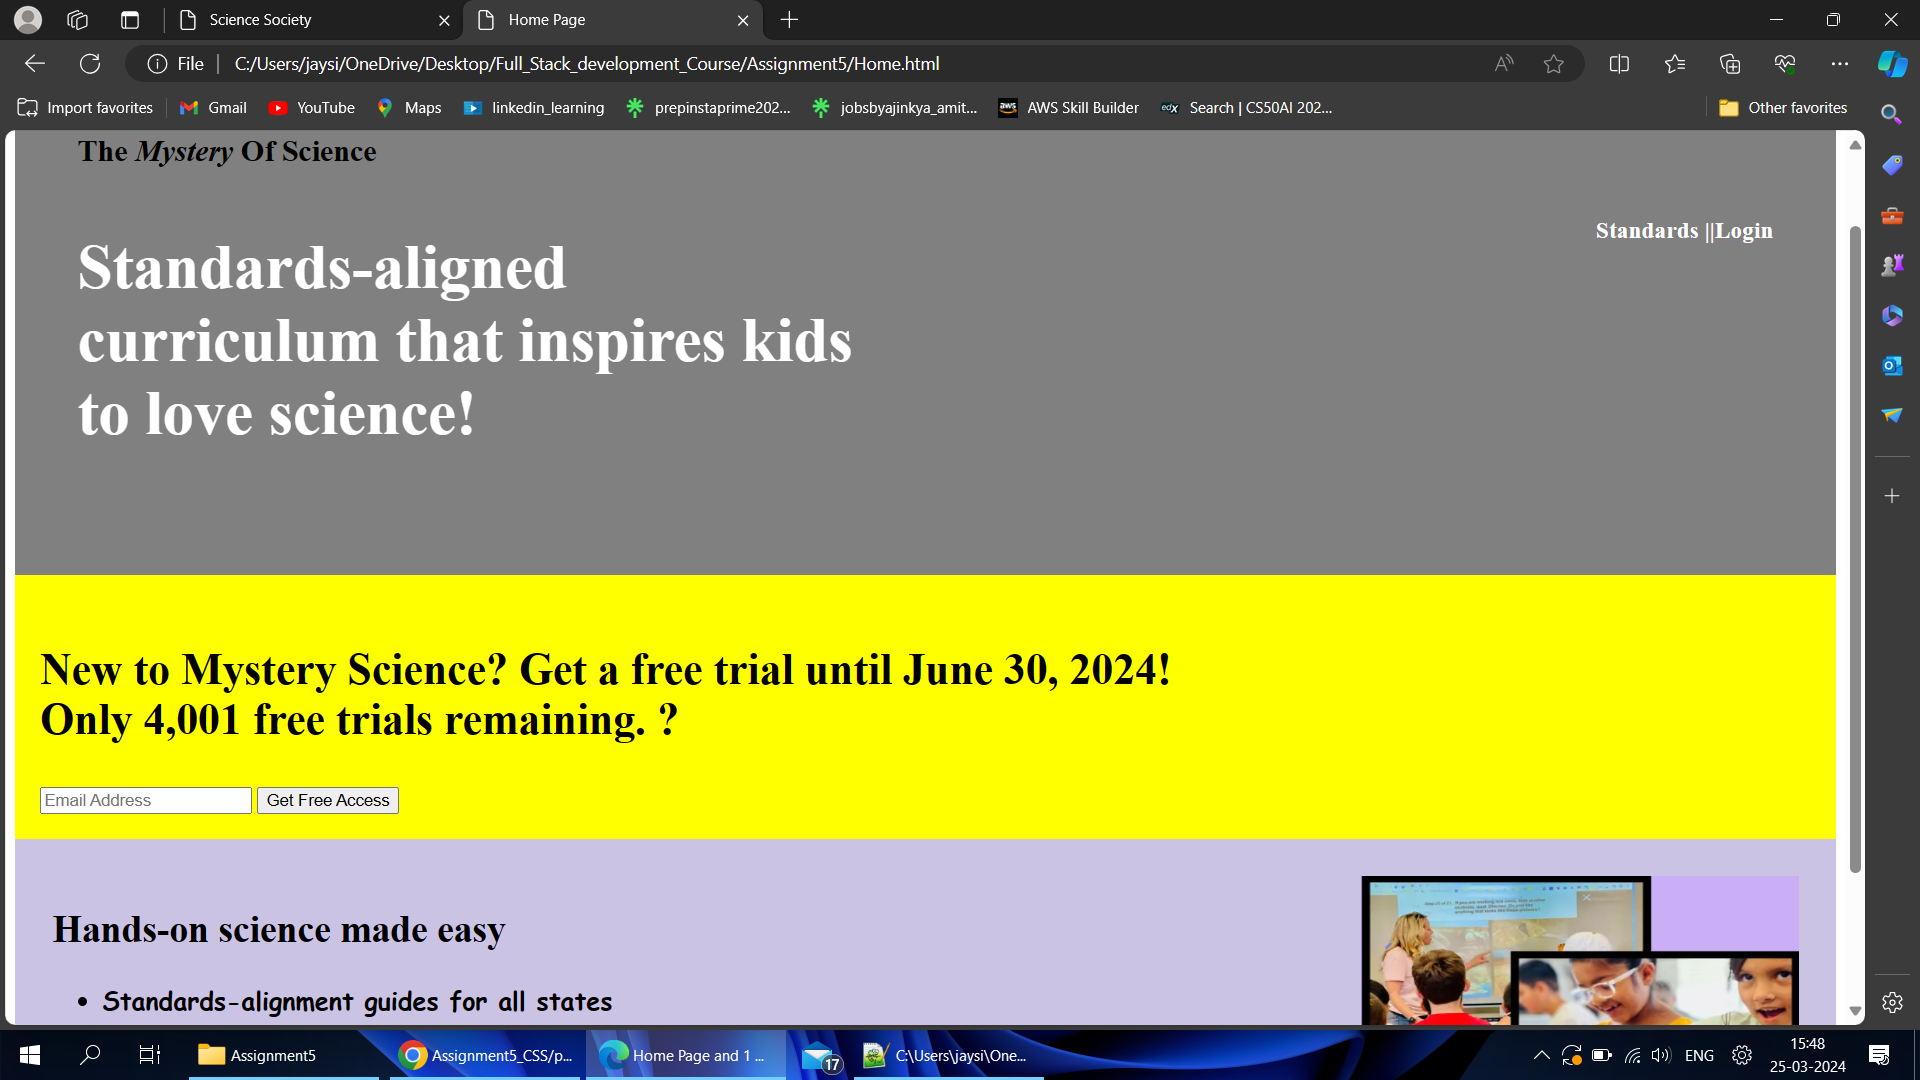 Science Society
Home Page
File
C:/Users/jaysi/OneDrive/Desktop/Full_Stack_development_Course/Assignment5/Home.html
Import favorites
Gmail
YouTube
Maps
linkedin_learning
prepinstaprime202...
jobsbyajinkya_amit...
aws
AWS Skill Builder
edX
Search | CS50AI 202...
Other favorites
The Mystery Of Science
Standards ||Login
Standards-aligned
curriculum that inspires kids
to love science!
New to Mystery Science? Get a free trial until June 30, 2024!
Only 4,001 free trials remaining. ?
Email Address
Get Free Access
Hands-on science made easy
Standards-alignment guides for all states
Assignment5
Assignment5_CSS/p...
Home Page and 1 ...
17
C:\Users\jaysi\One...
ENG
15:48
25-03-2024